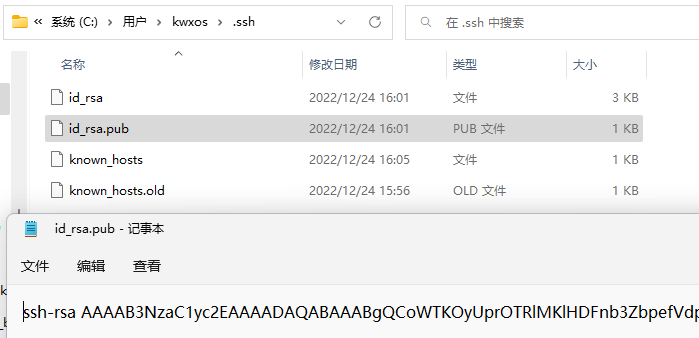 « 系统 (C:) › 用户 › kwxos › .ssh
在 .ssh 中搜索
名称 修改日期 类型 大小
id_rsa 2022/12/24 16:01 文件 3 KB
id_rsa.pub 2022/12/24 16:01 PUB 文件 1 KB
known_hosts 2022/12/24 16:05 文件 1 KB
known_hosts.old 2022/12/24 15:56 OLD 文件 1 KB
id_rsa.pub - 记事本
文件 编辑 查看
ssh-rsa AAAAB3NzaC1yc2EAAAADAQABAAABgQCoWTKOyUprOTRlMKlHDFnb3ZbpefVdp